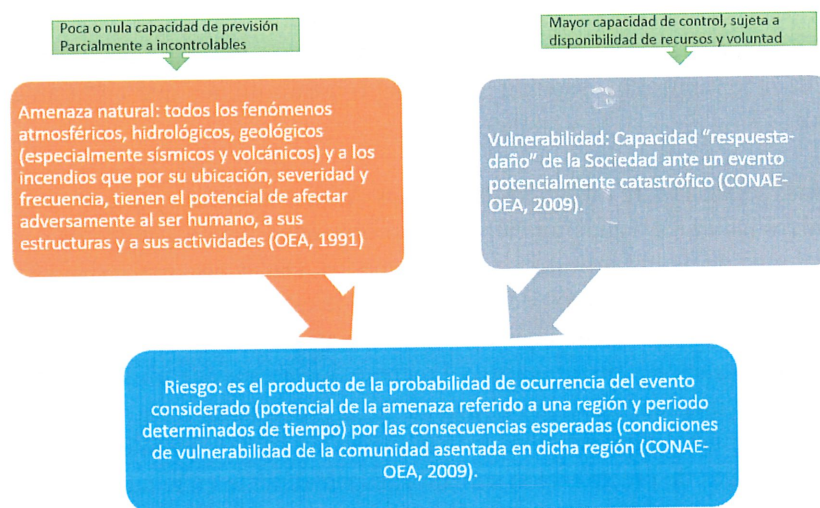 Poca o nula capacidad de previsión
Parcialmente a incontrolables
Mayor capacidad de control, sujeta a
disponibilidad de recursos y voluntad
Amenaza natural: todos los fenómenos
atmosféricos, hidrológicos, geológicos
(especialmente sísmicos y volcánicos) y a los
incendios que por su ubicación, severidad y
frecuencia, tienen el potencial de afectar
adversamente al ser humano, a sus
estructuras y a sus actividades (OEA, 1991)
Vulnerabilidad: Capacidad “respuesta-
daño” de la Sociedad ante un evento
potencialmente catastrófico (CONAE-
OEA, 2009).
Riesgo: es el producto de la probabilidad de ocurrencia del evento
considerado (potencial de la amenaza referido a una región y periodo
determinados de tiempo) por las consecuencias esperadas (condiciones
de vulnerabilidad de la comunidad asentada en dicha región (CONAE-
OEA, 2009).